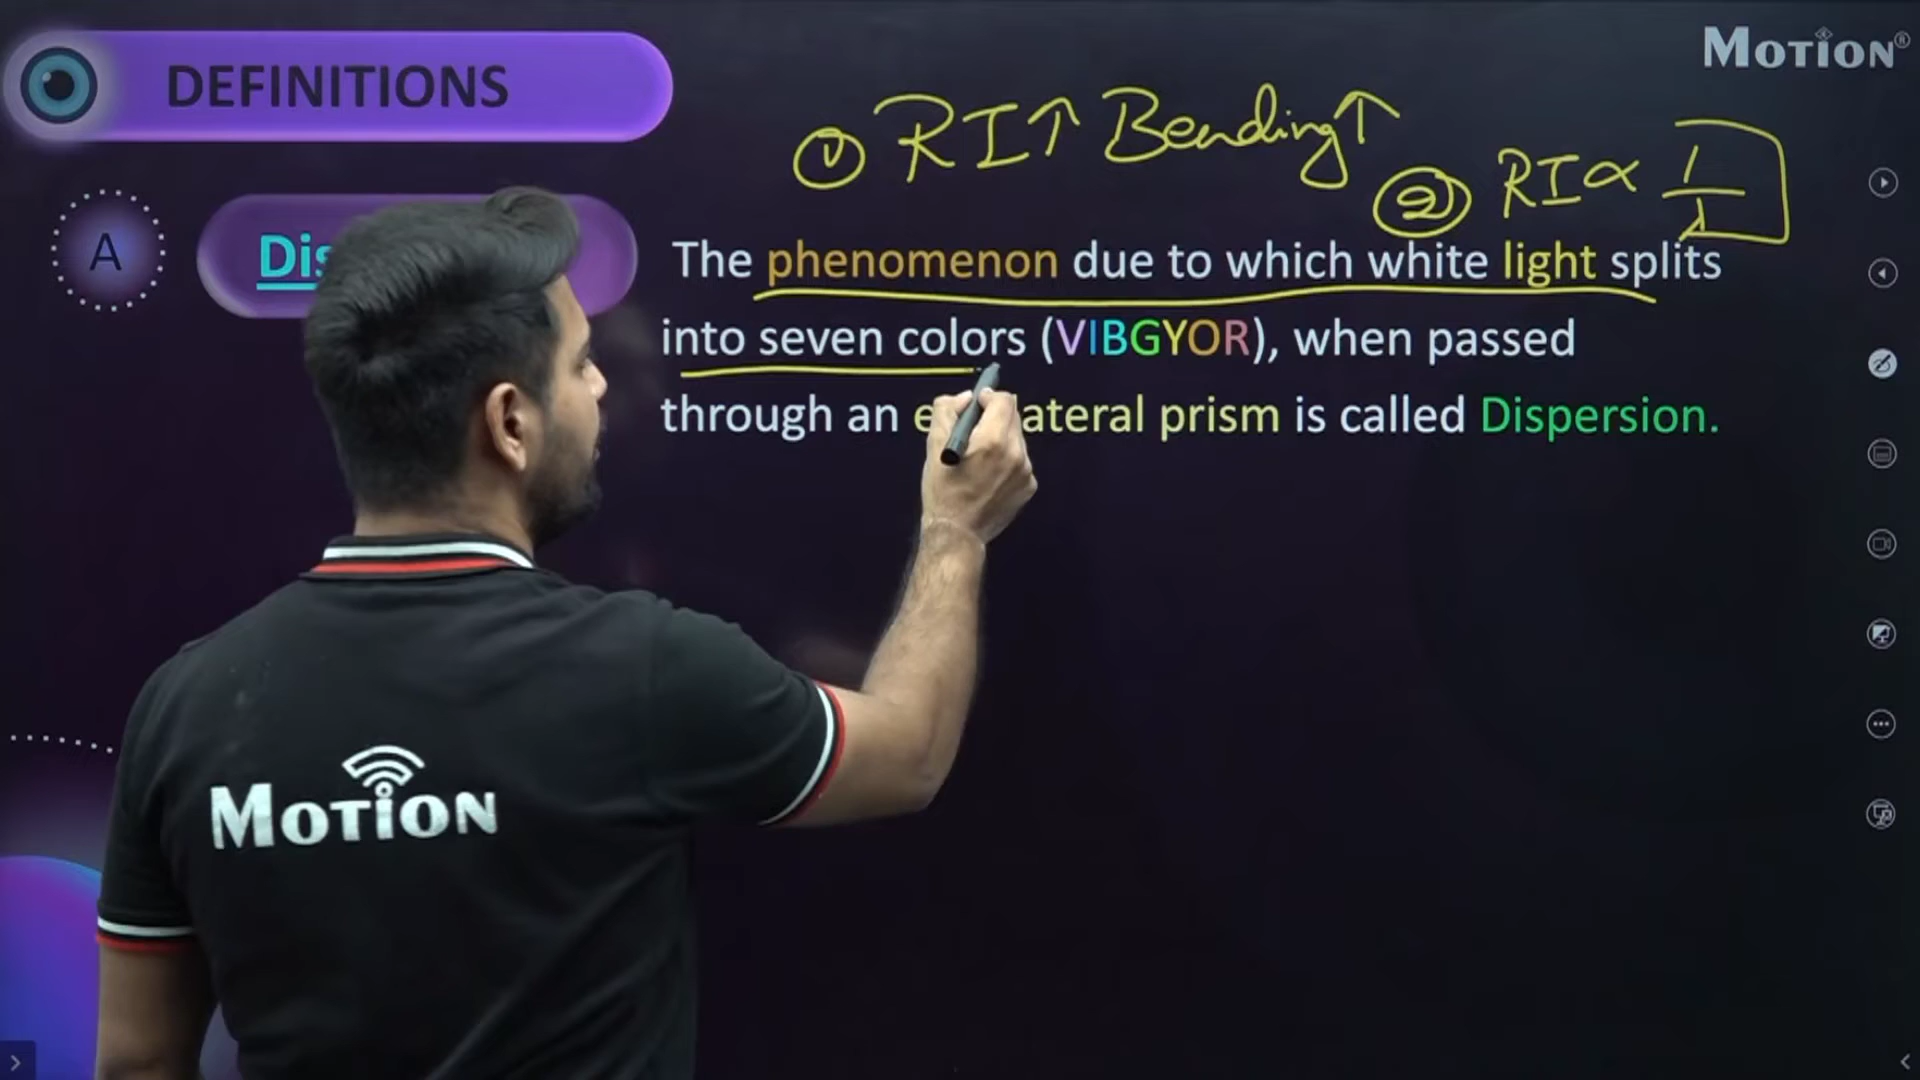 MOTION®
DEFINITIONS
① RI↑ Bending↑
② RI ∝ 1/λ
A
Dis
The phenomenon due to which white light splits
into seven colors (VIBGYOR), when passed
through an e ateral prism is called Dispersion.
MOTION